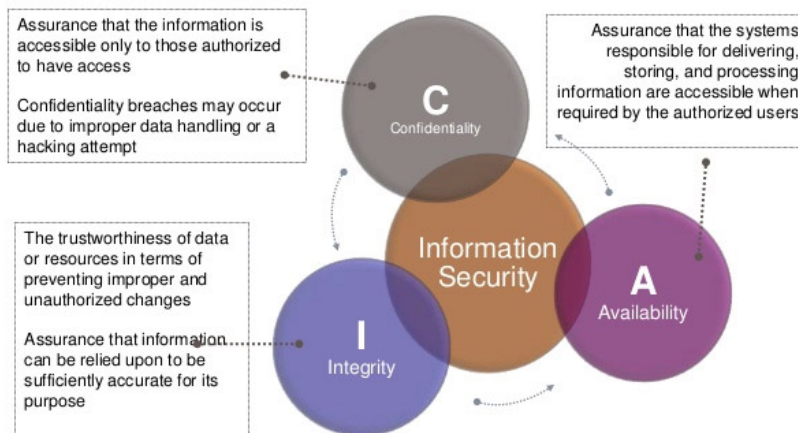 Assurance that the information is
accessible only to those authorized
to have access
Confidentiality breaches may occur
due to improper data handling or a
hacking attempt
C
Confidentiality
Assurance that the systems
responsible for delivering,
storing, and processing
information are accessible when
required by the authorized users
The trustworthiness of data
or resources in terms of
preventing improper and
unauthorized changes
Assurance that information
can be relied upon to be
sufficiently accurate for its
purpose
Information
Security
I
Integrity
A
Availability